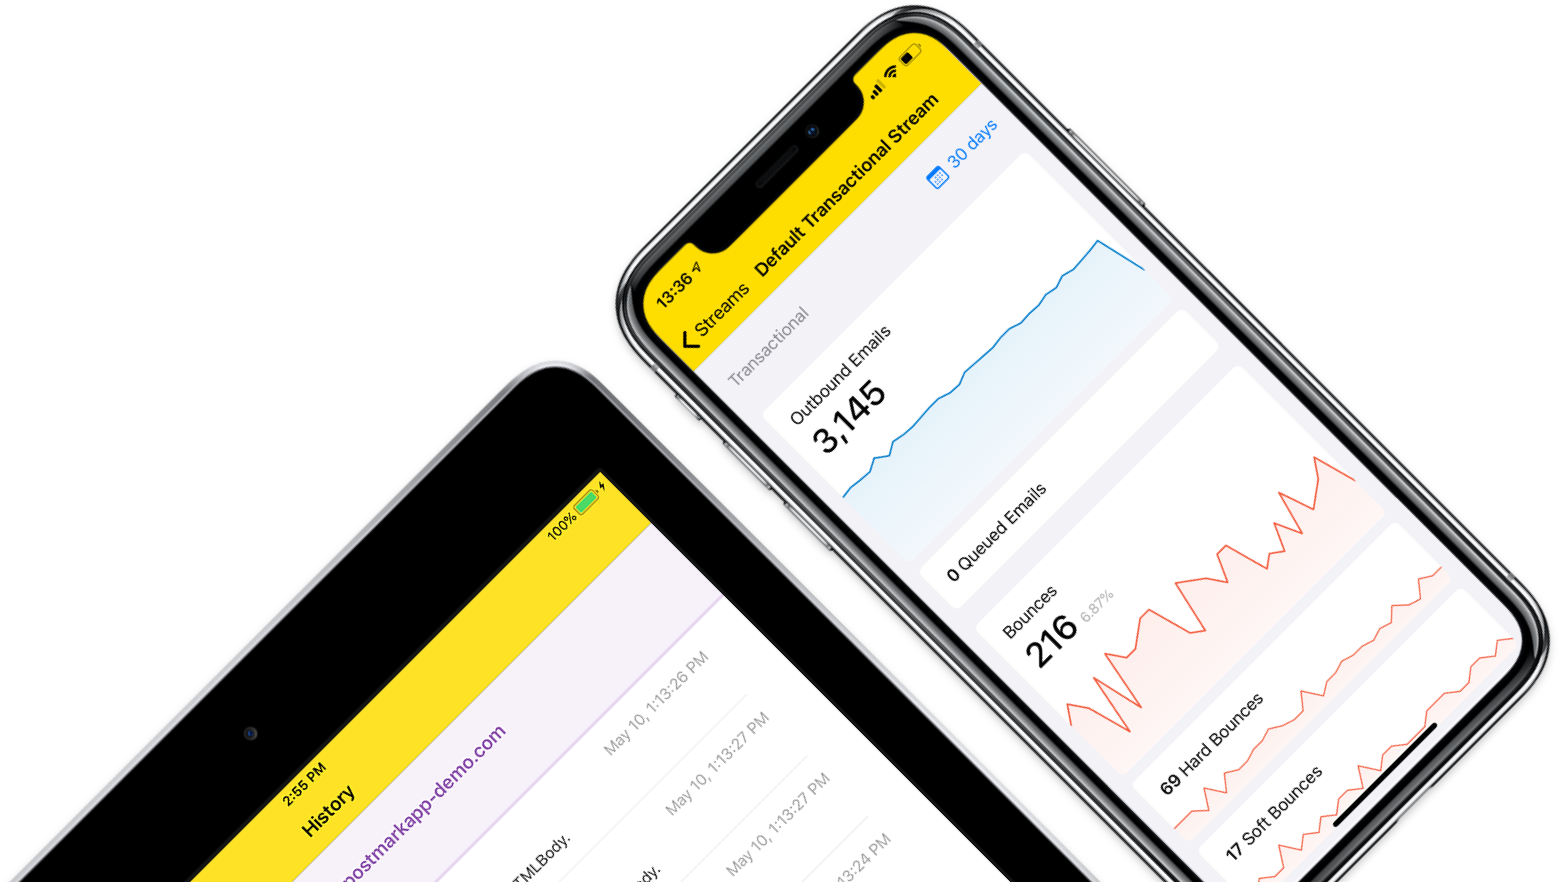 13:36
Streams
Default Transactional Stream
Transactional
30 days
Outbound Emails
3,145
0 Queued Emails
Bounces
216 6.87%
69 Hard Bounces
17 Soft Bounces
100%
2:55 PM
History
postmarkapp-demo.com
May 10, 1:13:26 PM
May 10, 1:13:27 PM
TMLBody.
May 10, 1:13:27 PM
dy.
13:24 PM